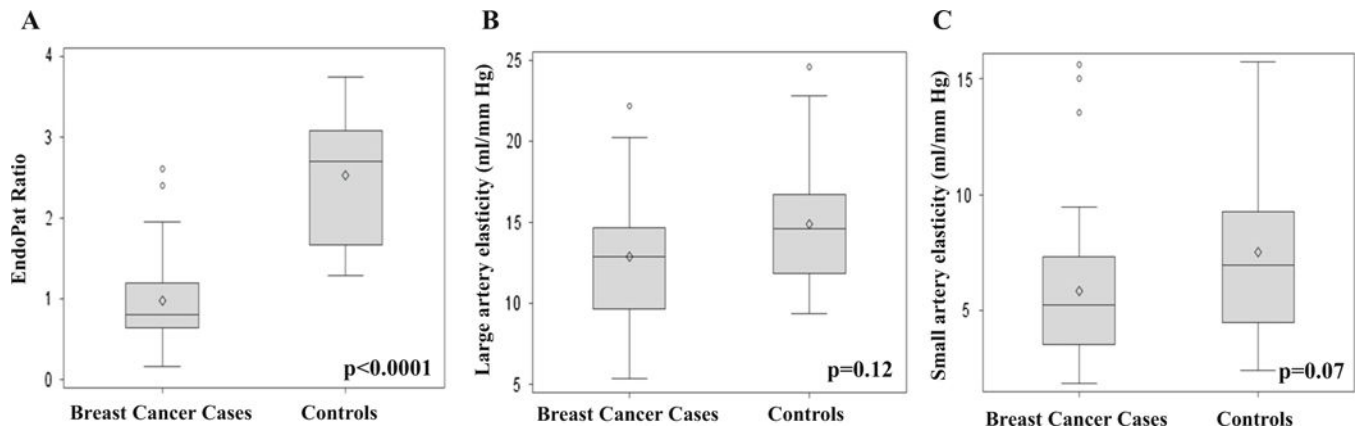 A
EndoPat Ratio
4
3
2
1
0
p<0.0001
Breast Cancer Cases
Controls
B
Large artery elasticity (ml/mm Hg)
25
20
15
10
5
p=0.12
Breast Cancer Cases
Controls
C
Small artery elasticity (ml/mm Hg)
15
10
5
p=0.07
Breast Cancer Cases
Controls